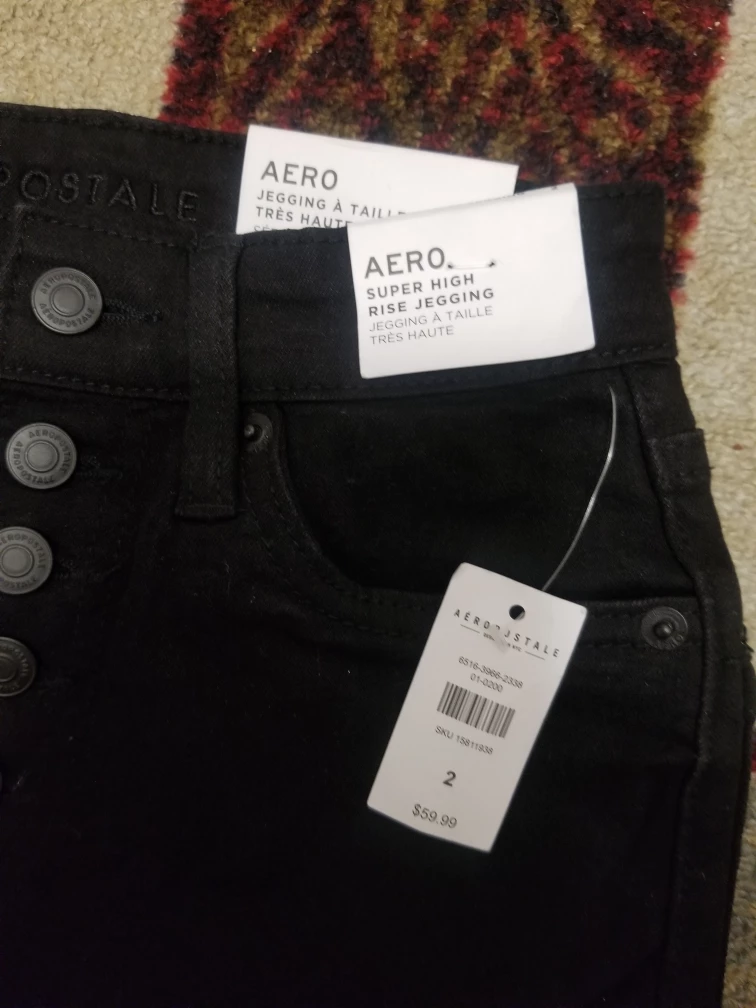 POSTALE
AERO
JEGGING À TAILLE
TRÈS HAUTE
AERO
SUPER HIGH
RISE JEGGING
JEGGING À TAILLE
TRÈS HAUTE
AÉROPOSTALE
AÉROPOSTALE
AÉROPOSTALE
AÉROPOSTALE
AÉROPOSTALE
6516-3966-2338
01-0200
SKU 15811938
2
$59.99